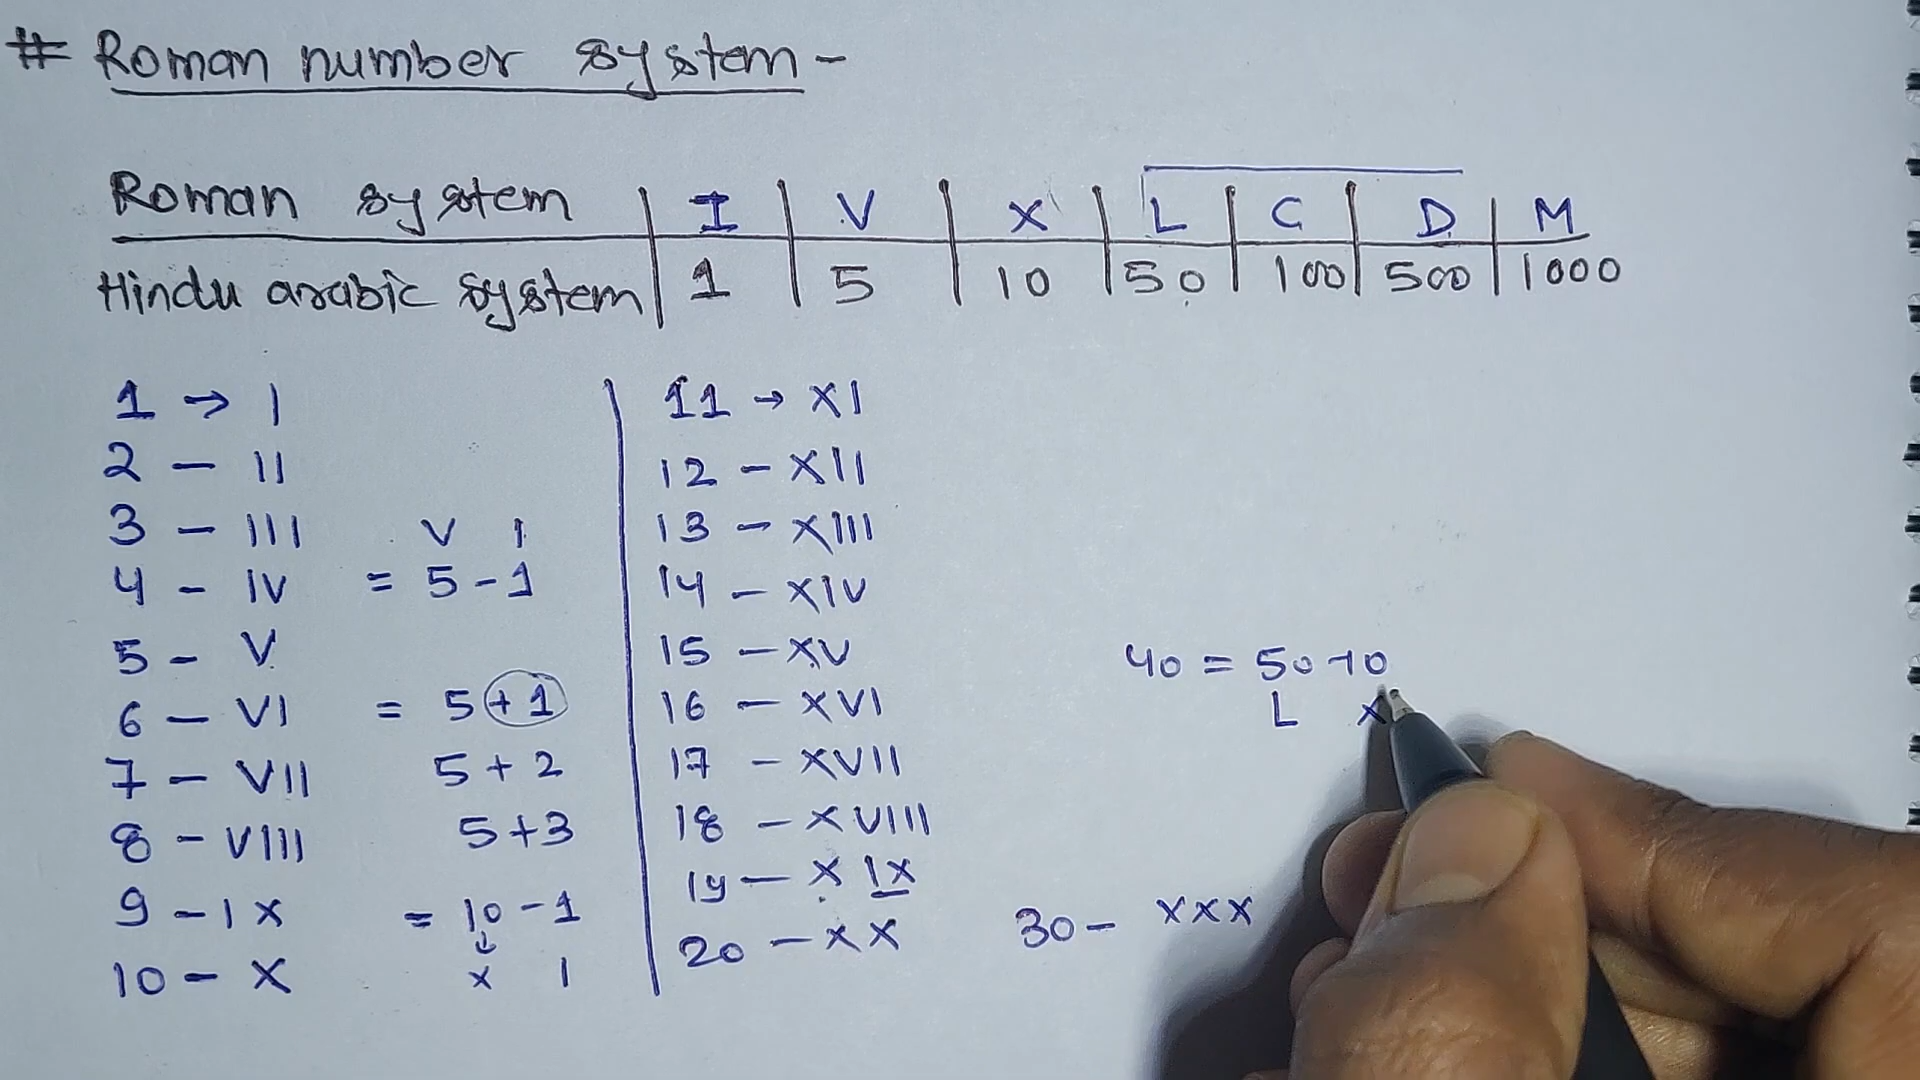 # Roman number system -
Roman system | I | V | X | L | C | D | M
Hindu arabic system | 1 | 5 | 10 | 50 | 100 | 500 | 1000
1 → I
2 - II
3 - III V I
4 - IV = 5 - 1
5 - V
6 - VI = 5 + 1
7 - VII 5 + 2
8 - VIII 5 + 3
9 - IX = 10 - 1
↓
10 - X X I
11 → XI
12 - XII
13 - XIII
14 - XIV
15 - XV
16 - XVI
17 - XVII
18 - XVIII
19 - X IX
20 - XX
40 = 50 - 10
L X
30 - XXX